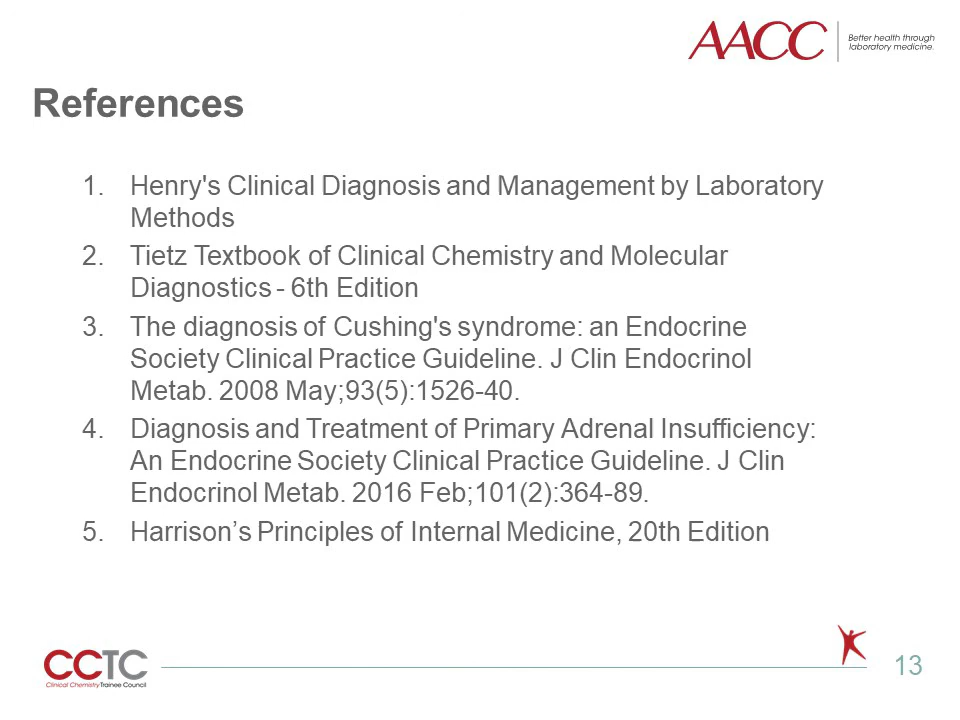 AACC
Better health through
laboratory medicine.
References
1. Henry's Clinical Diagnosis and Management by Laboratory
Methods
2. Tietz Textbook of Clinical Chemistry and Molecular
Diagnostics - 6th Edition
3. The diagnosis of Cushing's syndrome: an Endocrine
Society Clinical Practice Guideline. J Clin Endocrinol
Metab. 2008 May;93(5):1526-40.
4. Diagnosis and Treatment of Primary Adrenal Insufficiency:
An Endocrine Society Clinical Practice Guideline. J Clin
Endocrinol Metab. 2016 Feb;101(2):364-89.
5. Harrison’s Principles of Internal Medicine, 20th Edition
CCTC
Clinical Chemistry Trainee Council
13